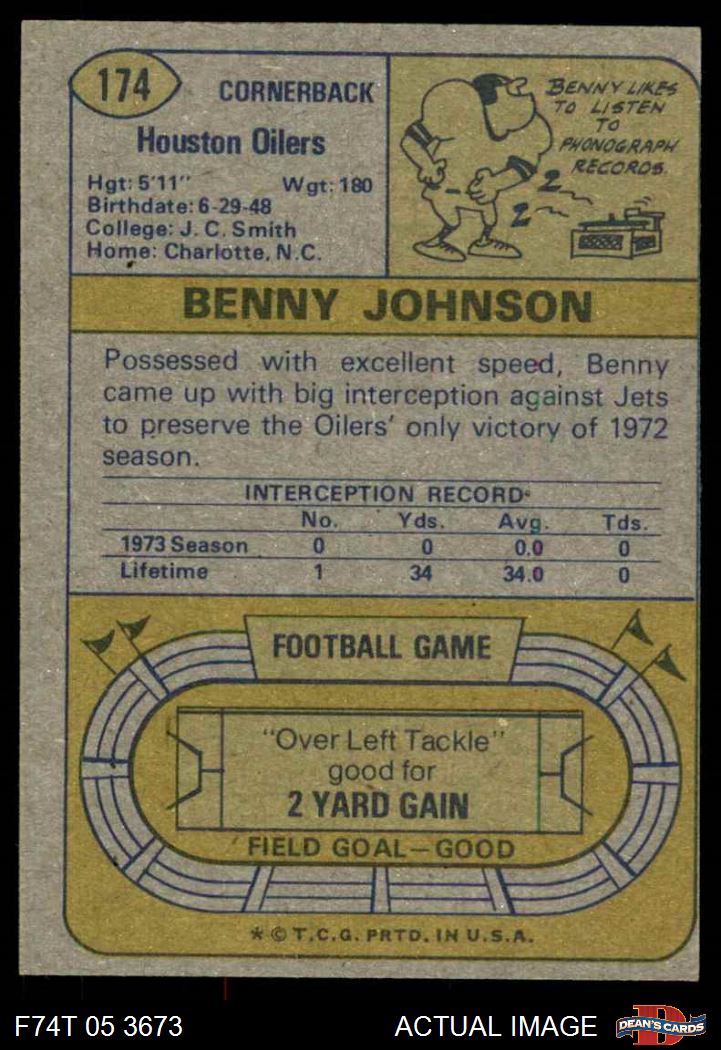 174
CORNERBACK
Houston Oilers
Hgt: 5'11" Wgt: 180
Birthdate: 6-29-48
College: J. C. Smith
Home: Charlotte, N.C.
BENNY LIKES
TO LISTEN
TO
PHONOGRAPH
RECORDS.
2
2
BENNY JOHNSON
Possessed with excellent speed, Benny
came up with big interception against Jets
to preserve the Oilers' only victory of 1972
season.
INTERCEPTION RECORD
No. Yds. Avg. Tds.
1973 Season 0 0 0.0 0
Lifetime 1 34 34.0 0
FOOTBALL GAME
"Over Left Tackle"
good for
2 YARD GAIN
FIELD GOAL—GOOD
* © T.C.G. PRTD. IN U.S.A.
F74T 05 3673 ACTUAL IMAGE
D
DEAN'S CARDS